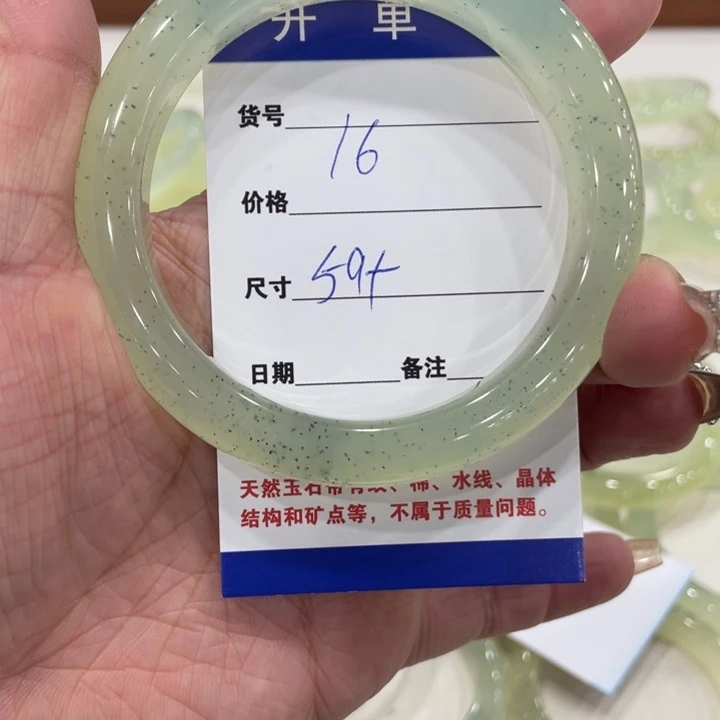 开单
货号 16
价格
尺寸 59+
日期 备注
天然玉石带有纹、棉、水线、晶体
结构和矿点等，不属于质量问题。